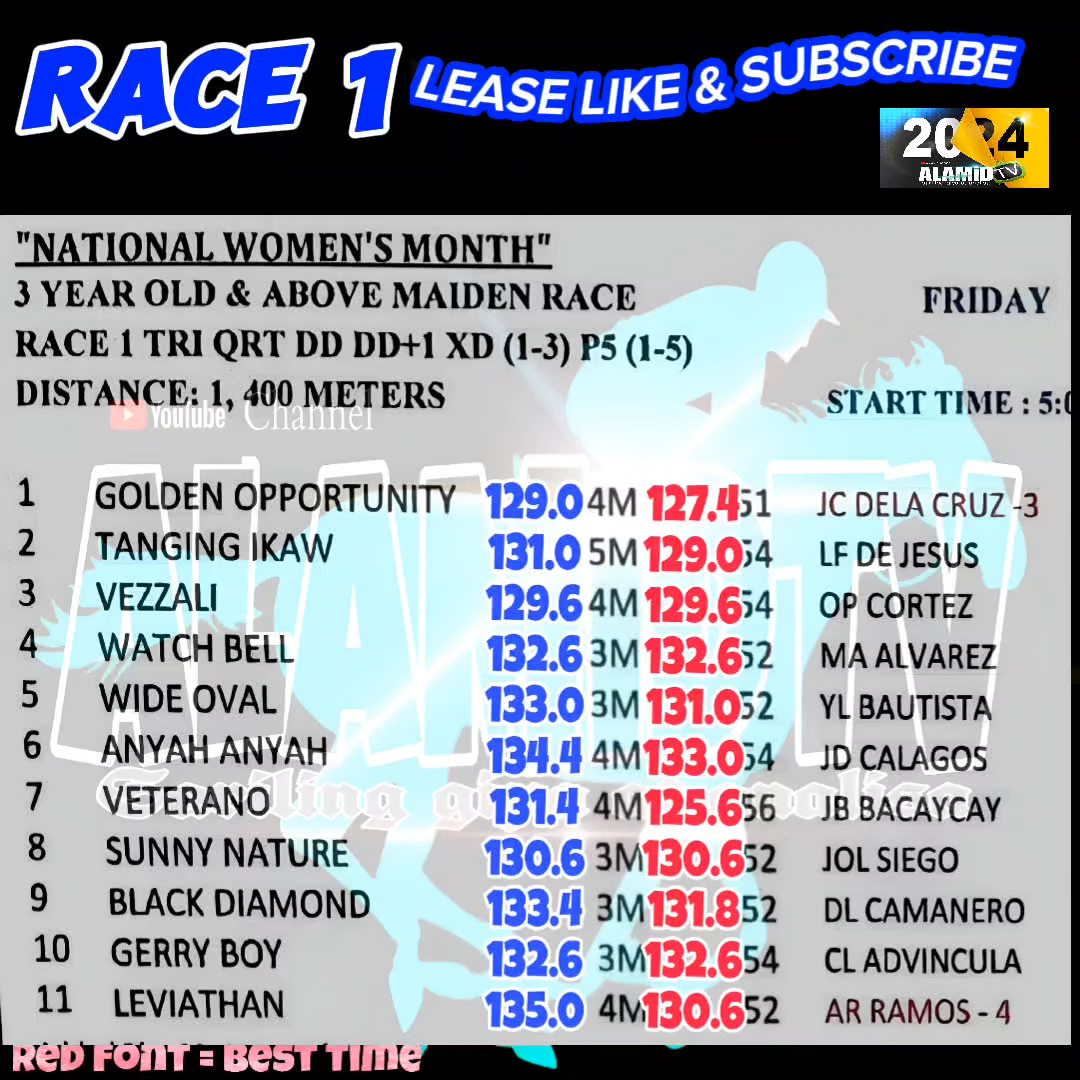 RACE 1 LEASE LIKE & SUBSCRIBE
2024
ALAMiD TV
"NATIONAL WOMEN'S MONTH"
3 YEAR OLD & ABOVE MAIDEN RACE FRIDAY
RACE 1 TRI QRT DD DD+1 XD (1-3) P5 (1-5)
DISTANCE: 1, 400 METERS START TIME : 5:0
YouTube Channel
ALAMID TV
1 GOLDEN OPPORTUNITY 129.0 4M 127.4 51 JC DELA CRUZ -3
2 TANGING IKAW 131.0 5M 129.0 54 LF DE JESUS
3 VEZZALI 129.6 4M 129.6 54 OP CORTEZ
4 WATCH BELL 132.6 3M 132.6 52 MA ALVAREZ
5 WIDE OVAL 133.0 3M 131.0 52 YL BAUTISTA
6 ANYAH ANYAH 134.4 4M 133.0 54 JD CALAGOS
7 VETERANO 131.4 4M 125.6 56 JB BACAYCAY
8 SUNNY NATURE 130.6 3M 130.6 52 JOL SIEGO
9 BLACK DIAMOND 133.4 3M 131.8 52 DL CAMANERO
10 GERRY BOY 132.6 3M 132.6 54 CL ADVINCULA
11 LEVIATHAN 135.0 4M 130.6 52 AR RAMOS - 4
RED FONT = BEST TIME